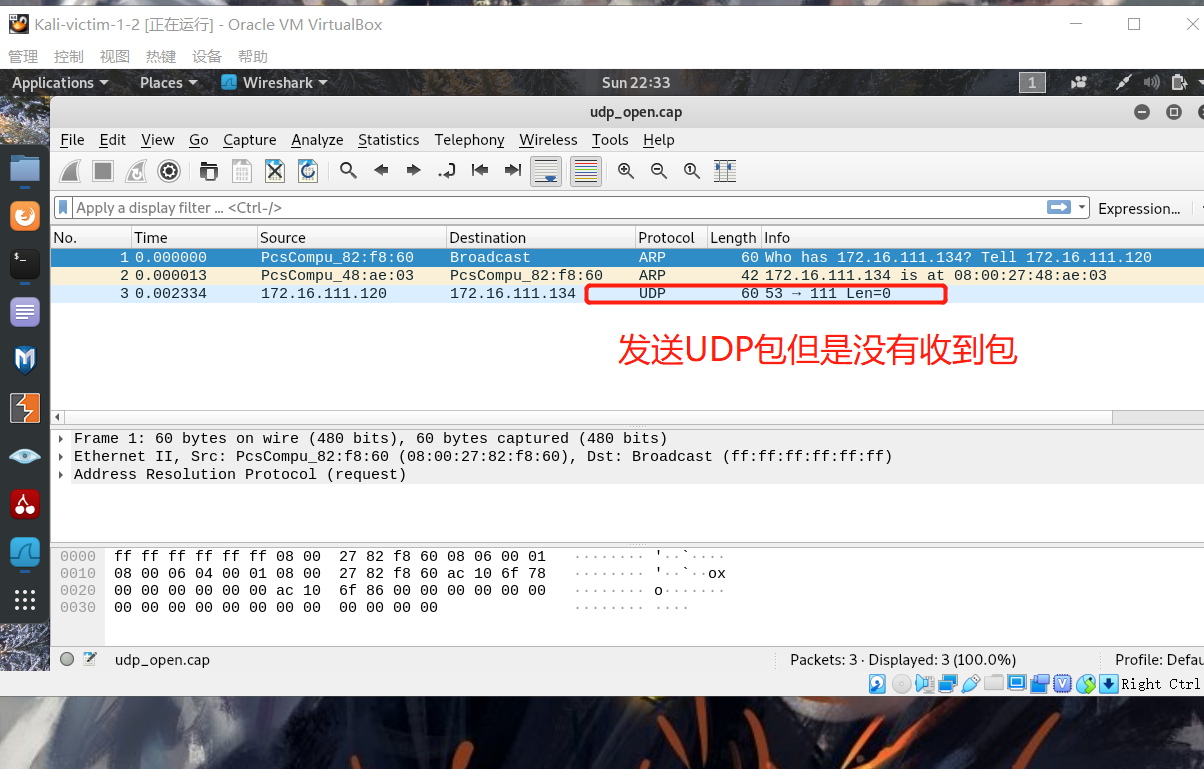 Kali-victim-1-2 [正在运行] - Oracle VM VirtualBox
管理 控制 视图 热键 设备 帮助
Applications Places Wireshark Sun 22:33 1
udp_open.cap
File Edit View Go Capture Analyze Statistics Telephony Wireless Tools Help
Apply a display filter … <Ctrl-/> Expression…
No. Time Source Destination Protocol Length Info
1 0.000000 PcsCompu_82:f8:60 Broadcast ARP 60 Who has 172.16.111.134? Tell 172.16.111.120
2 0.000013 PcsCompu_48:ae:03 PcsCompu_82:f8:60 ARP 42 172.16.111.134 is at 08:00:27:48:ae:03
3 0.002334 172.16.111.120 172.16.111.134 UDP 60 53 → 111 Len=0
发送UDP包但是没有收到包
Frame 1: 60 bytes on wire (480 bits), 60 bytes captured (480 bits)
Ethernet II, Src: PcsCompu_82:f8:60 (08:00:27:82:f8:60), Dst: Broadcast (ff:ff:ff:ff:ff:ff)
Address Resolution Protocol (request)
0000 ff ff ff ff ff ff 08 00 27 82 f8 60 08 06 00 01 ········ '··`····
0010 08 00 06 04 00 01 08 00 27 82 f8 60 ac 10 6f 78 ········ '··`··ox
0020 00 00 00 00 00 00 ac 10 6f 86 00 00 00 00 00 00 ········ o·······
0030 00 00 00 00 00 00 00 00 00 00 00 00 ········ ····
udp_open.cap Packets: 3 · Displayed: 3 (100.0%) Profile: Defau
Right Ctrl